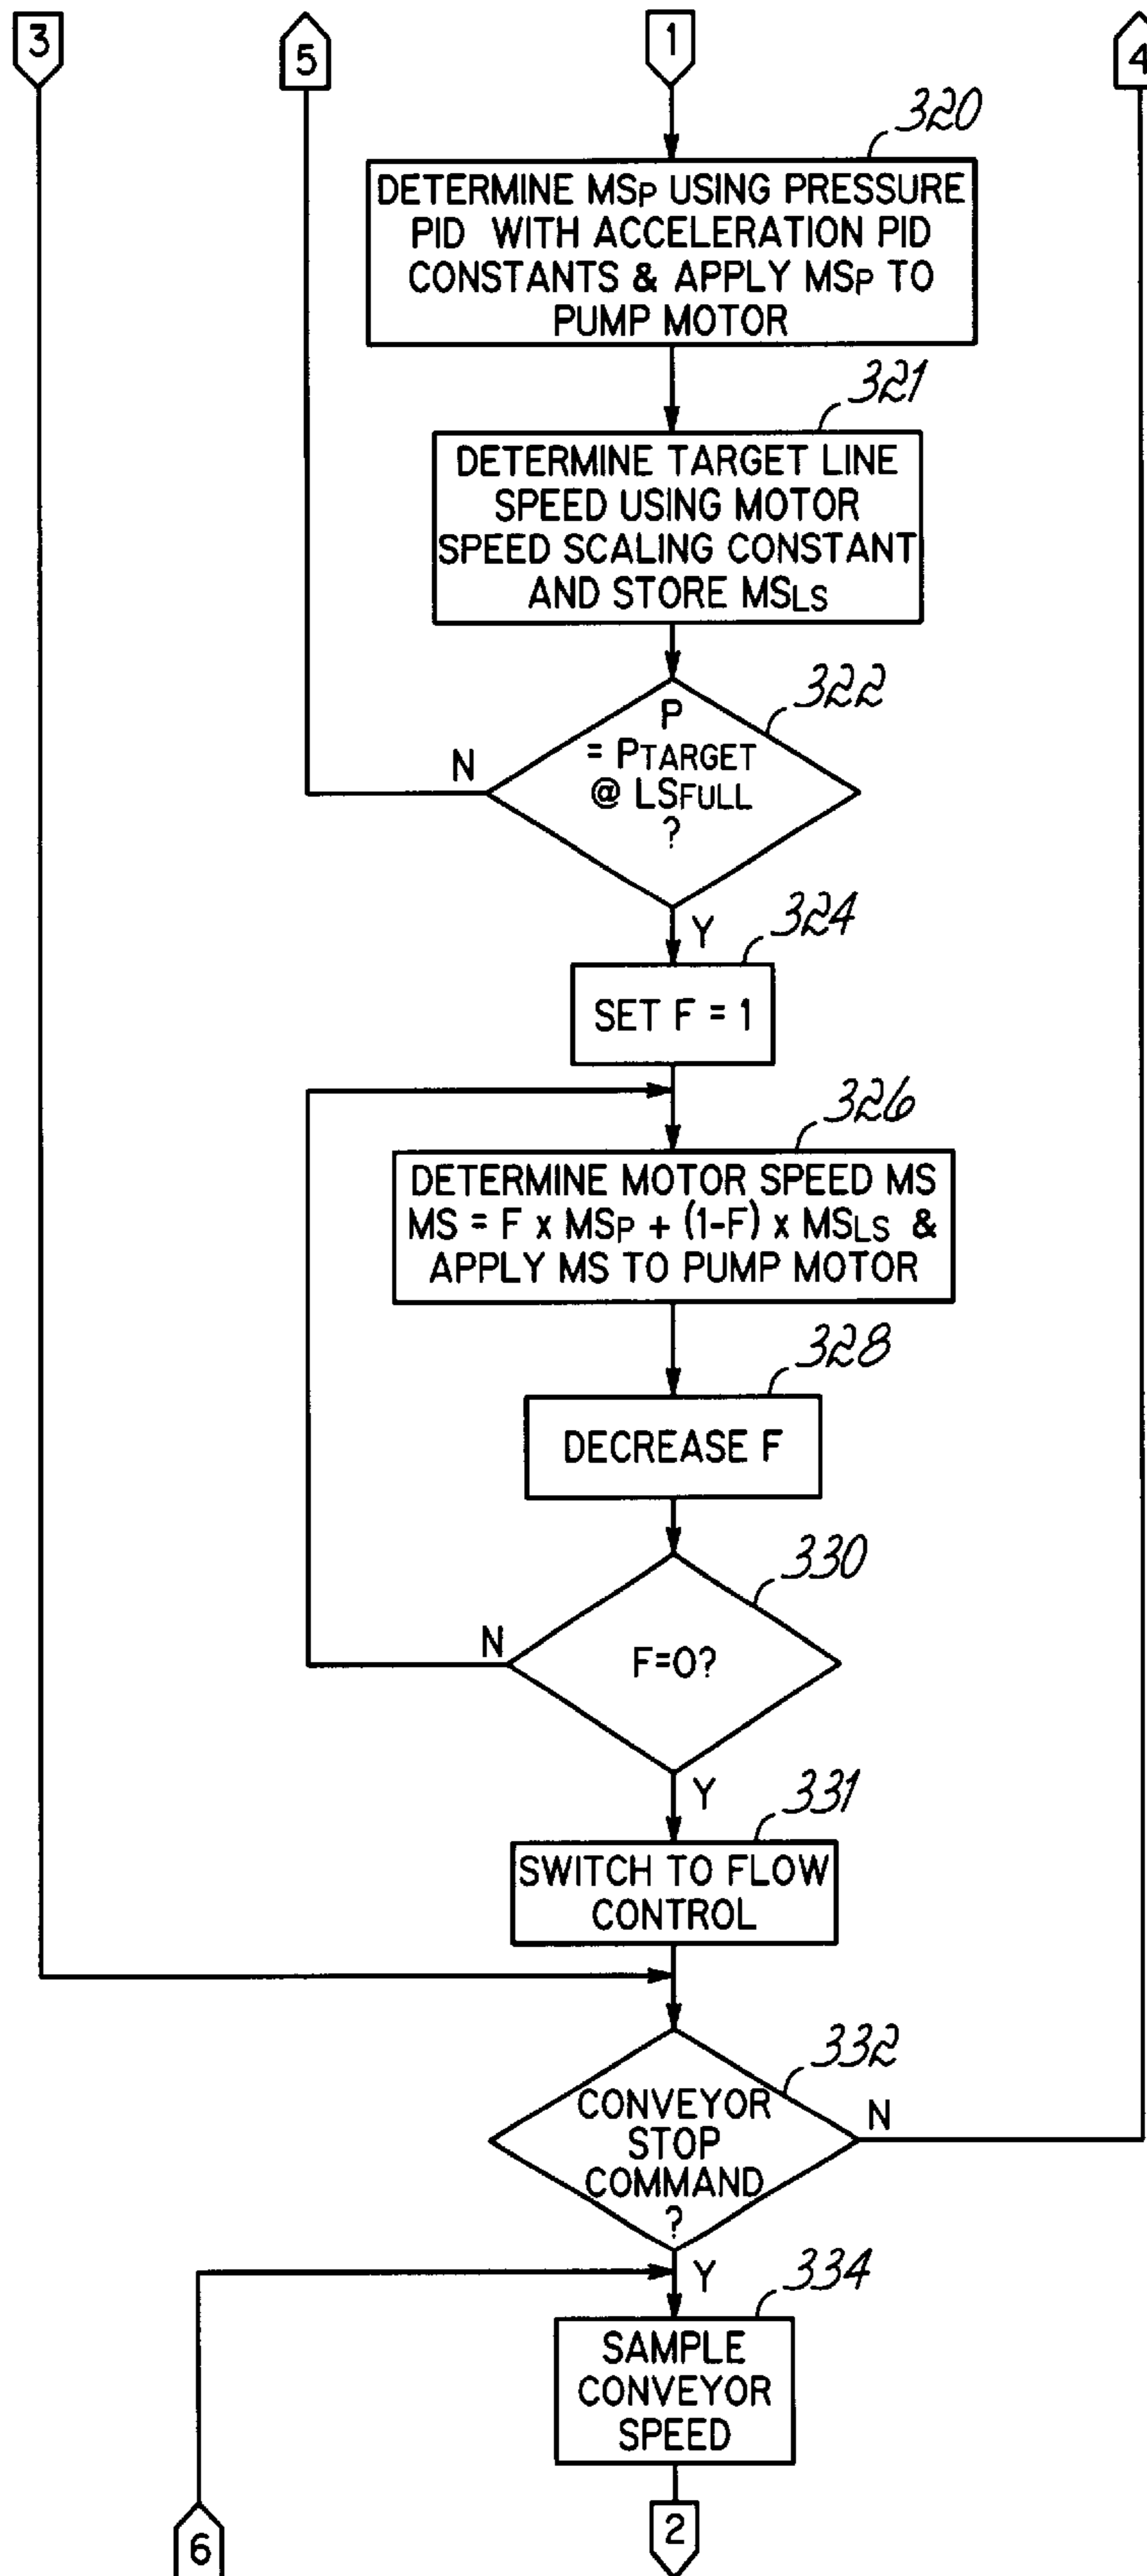 3
5
1
4
320
DETERMINE MSP USING PRESSURE
PID WITH ACCELERATION PID
CONSTANTS & APPLY MSP TO
PUMP MOTOR
321
DETERMINE TARGET LINE
SPEED USING MOTOR
SPEED SCALING CONSTANT
AND STORE MSLS
322
P
= PTARGET
@ LSFULL
?
N
Y
324
SET F = 1
326
DETERMINE MOTOR SPEED MS
MS = F x MSP + (1-F) x MSLS &
APPLY MS TO PUMP MOTOR
328
DECREASE F
330
F=0?
N
Y
331
SWITCH TO FLOW
CONTROL
332
CONVEYOR
STOP
COMMAND
?
N
Y
334
SAMPLE
CONVEYOR
SPEED
6
2